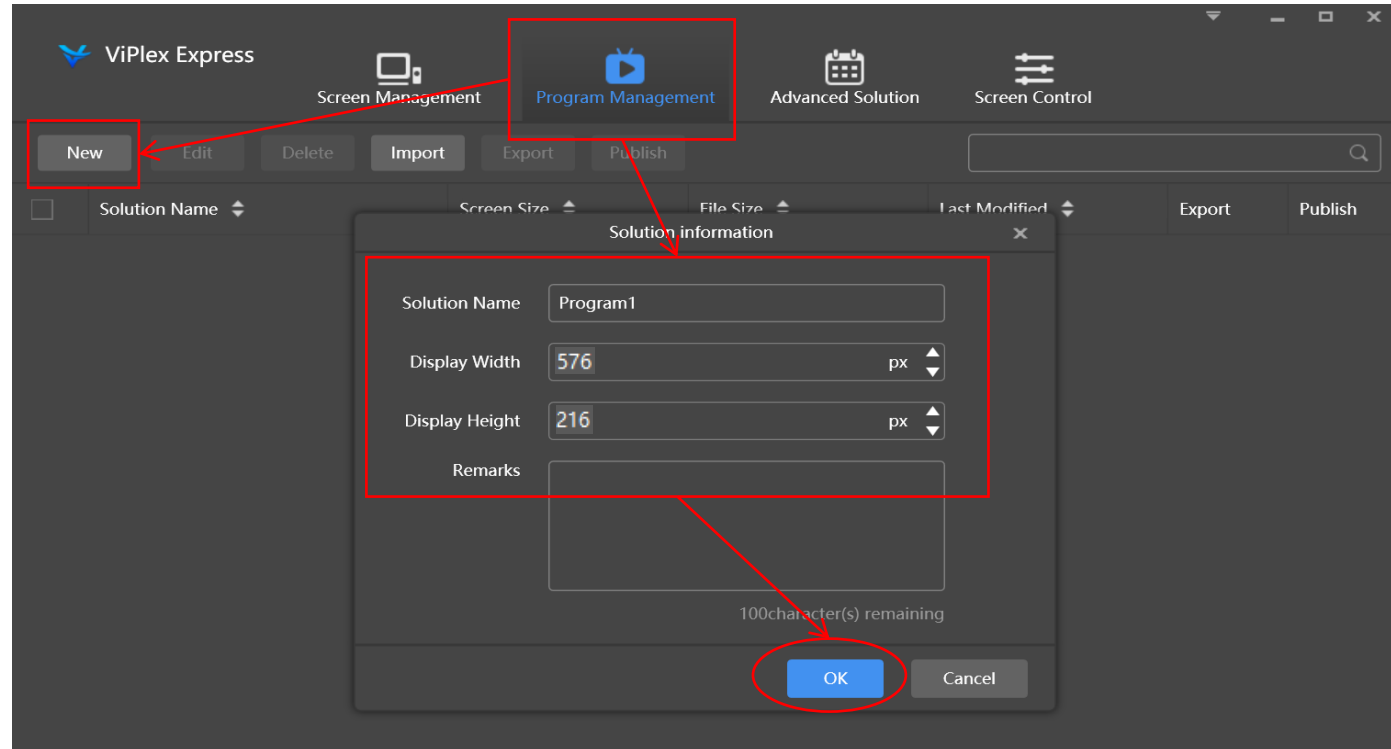 ViPlex Express
Screen Management
Program Management
Advanced Solution
Screen Control
New Edit Delete Import Export Publish
Solution Name Screen Size File Size Last Modified Export Publish
Solution information
Solution Name Program1
Display Width 576 px
Display Height 216 px
Remarks
100character(s) remaining
OK Cancel